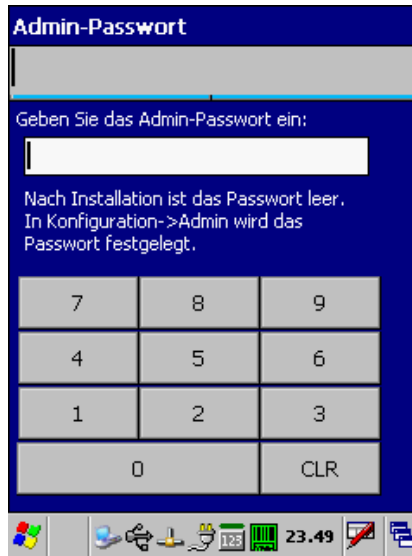 Admin-Passwort
Geben Sie das Admin-Passwort ein:
Nach Installation ist das Passwort leer.
In Konfiguration->Admin wird das
Passwort festgelegt.
7 8 9
4 5 6
1 2 3
0 CLR
123 23.49